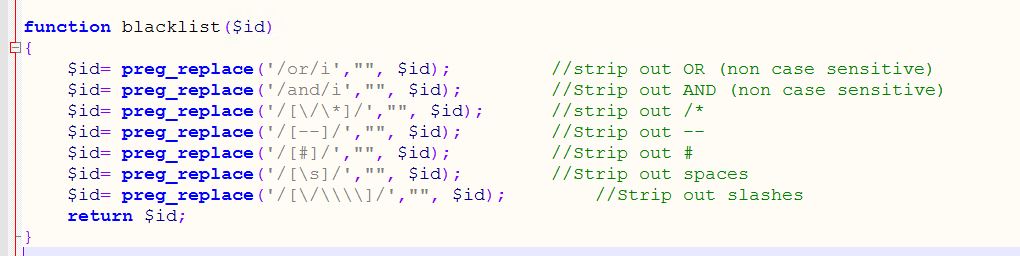 function blacklist($id)
{
    $id= preg_replace('/or/i',"", $id);          //strip out OR (non case sensitive)
    $id= preg_replace('/and/i',"", $id);         //Strip out AND (non case sensitive)
    $id= preg_replace('/[\/\*]/',"", $id);       //strip out /*
    $id= preg_replace('/[--]/',"", $id);         //Strip out --
    $id= preg_replace('/[#]/',"", $id);          //Strip out #
    $id= preg_replace('/[\s]/',"", $id);         //Strip out spaces
    $id= preg_replace('/[\/\\\\]/',"", $id);         //Strip out slashes
    return $id;
}